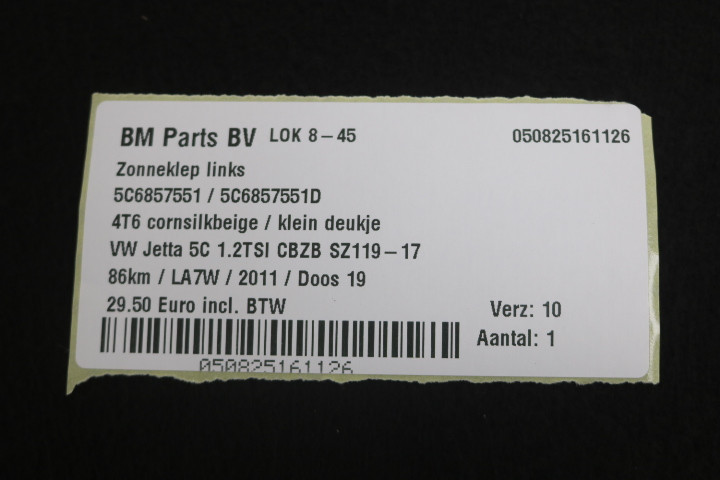 BM Parts BV LOK 8-45 050825161126
Zonneklep links
5C6857551 / 5C6857551D
4T6 cornsilkbeige / klein deukje
VW Jetta 5C 1.2TSI CBZB SZ119-17
86km / LA7W / 2011 / Doos 19
29.50 Euro incl. BTW Verz: 10
Aantal: 1
050825161126